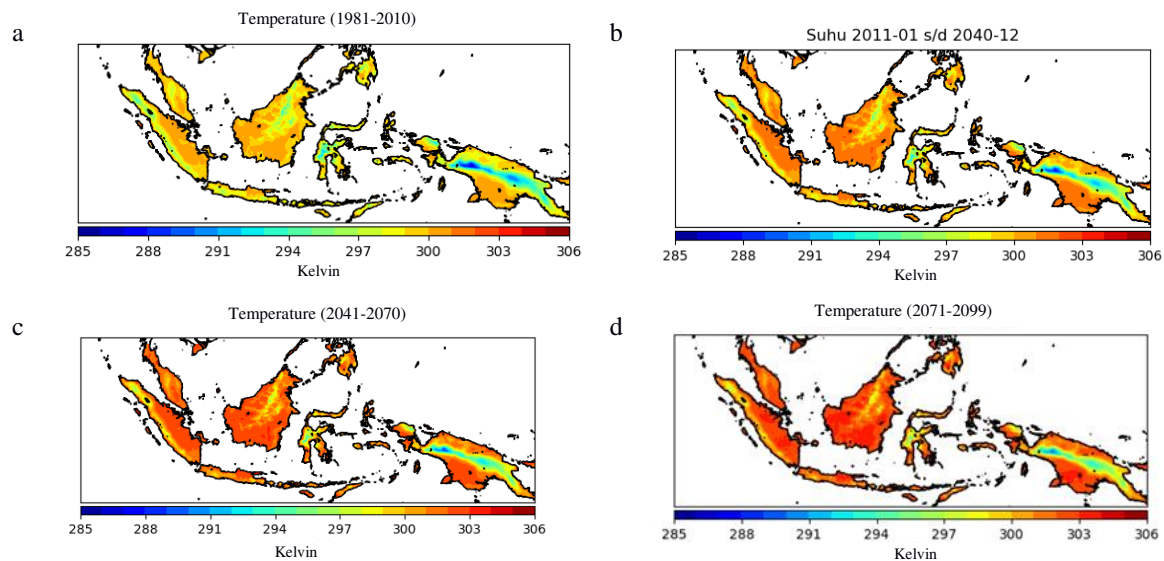 Temperature (1981-2010)
a
285 288 291 294 297 300 303 306
Kelvin
b
Suhu 2011-01 s/d 2040-12
285 288 291 294 297 300 303 306
Kelvin
Temperature (2041-2070)
c
285 288 291 294 297 300 303 306
Kelvin
Temperature (2071-2099)
d
285 288 291 294 297 300 303 306
Kelvin